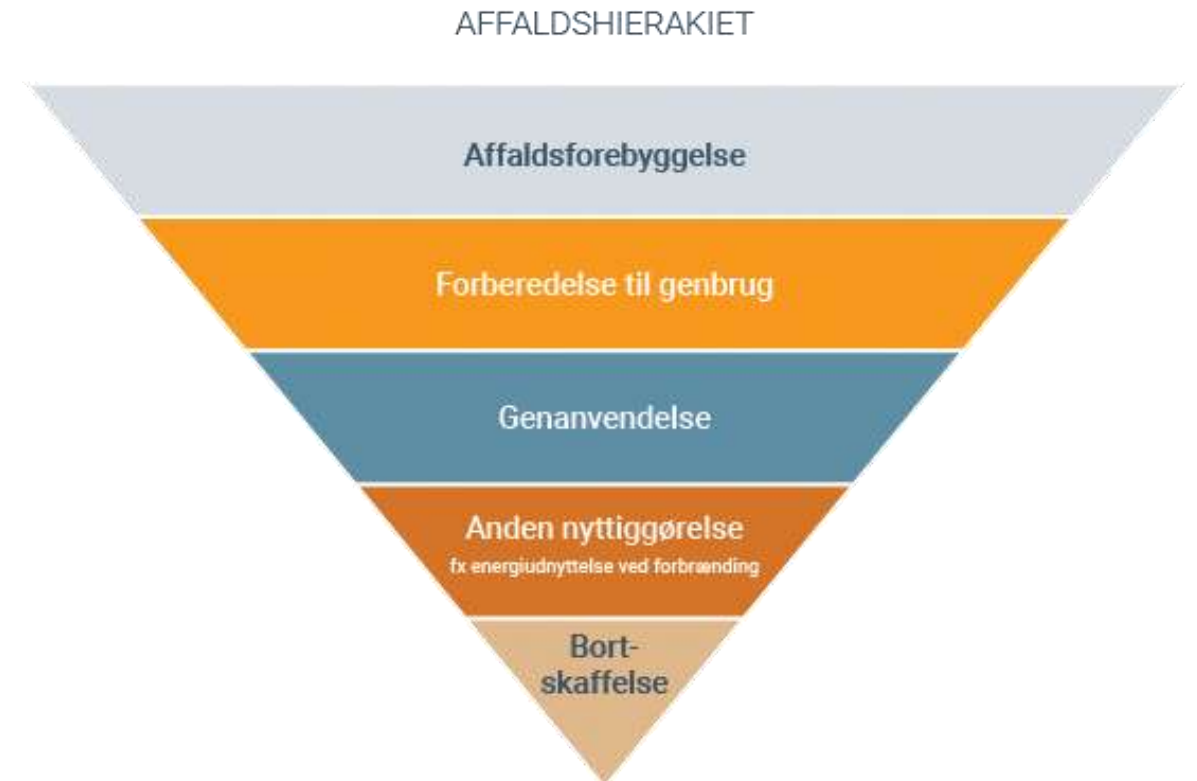 AFFALDSHIERAKIET
Affaldsforebyggelse
Forberedelse til genbrug
Genanvendelse
Anden nyttiggørelse
fx energiudnyttelse ved forbrænding
Bort-
skaffelse